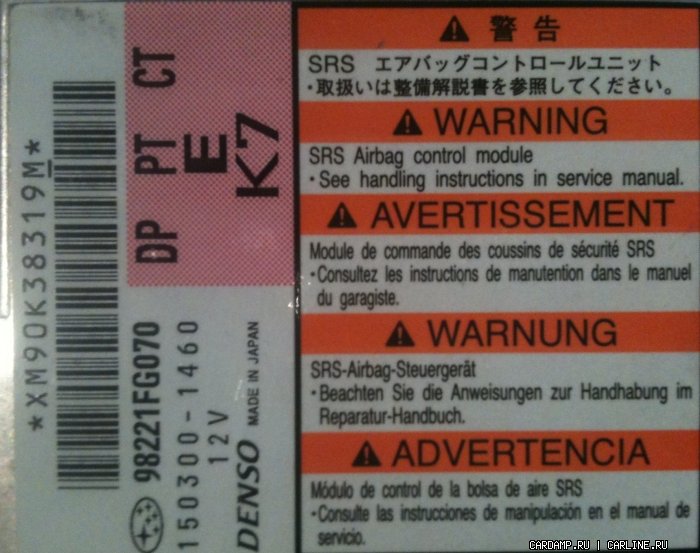 *XM90K38319M*
DP PT CT
E
K7
98221FG070
150300-1460
12V
DENSO MADE IN JAPAN
警告
SRS エアバッグコントロールユニット
・取扱いは整備解説書を参照してください。
WARNING
SRS Airbag control module
・See handling instructions in service manual.
AVERTISSEMENT
Module de commande des coussins de sécurité SRS
・Consultez les instructions de manutention dans le manuel
du garagiste.
WARNUNG
SRS-Airbag-Steuergerät
・Beachten Sie die Anweisungen zur Handhabung im
Reparatur-Handbuch.
ADVERTENCIA
Módulo de control de la bolsa de aire SRS
・Consulte las instrucciones de manipulación en el manual de
servicio.
CARDAMP.RU | CARLINE.RU